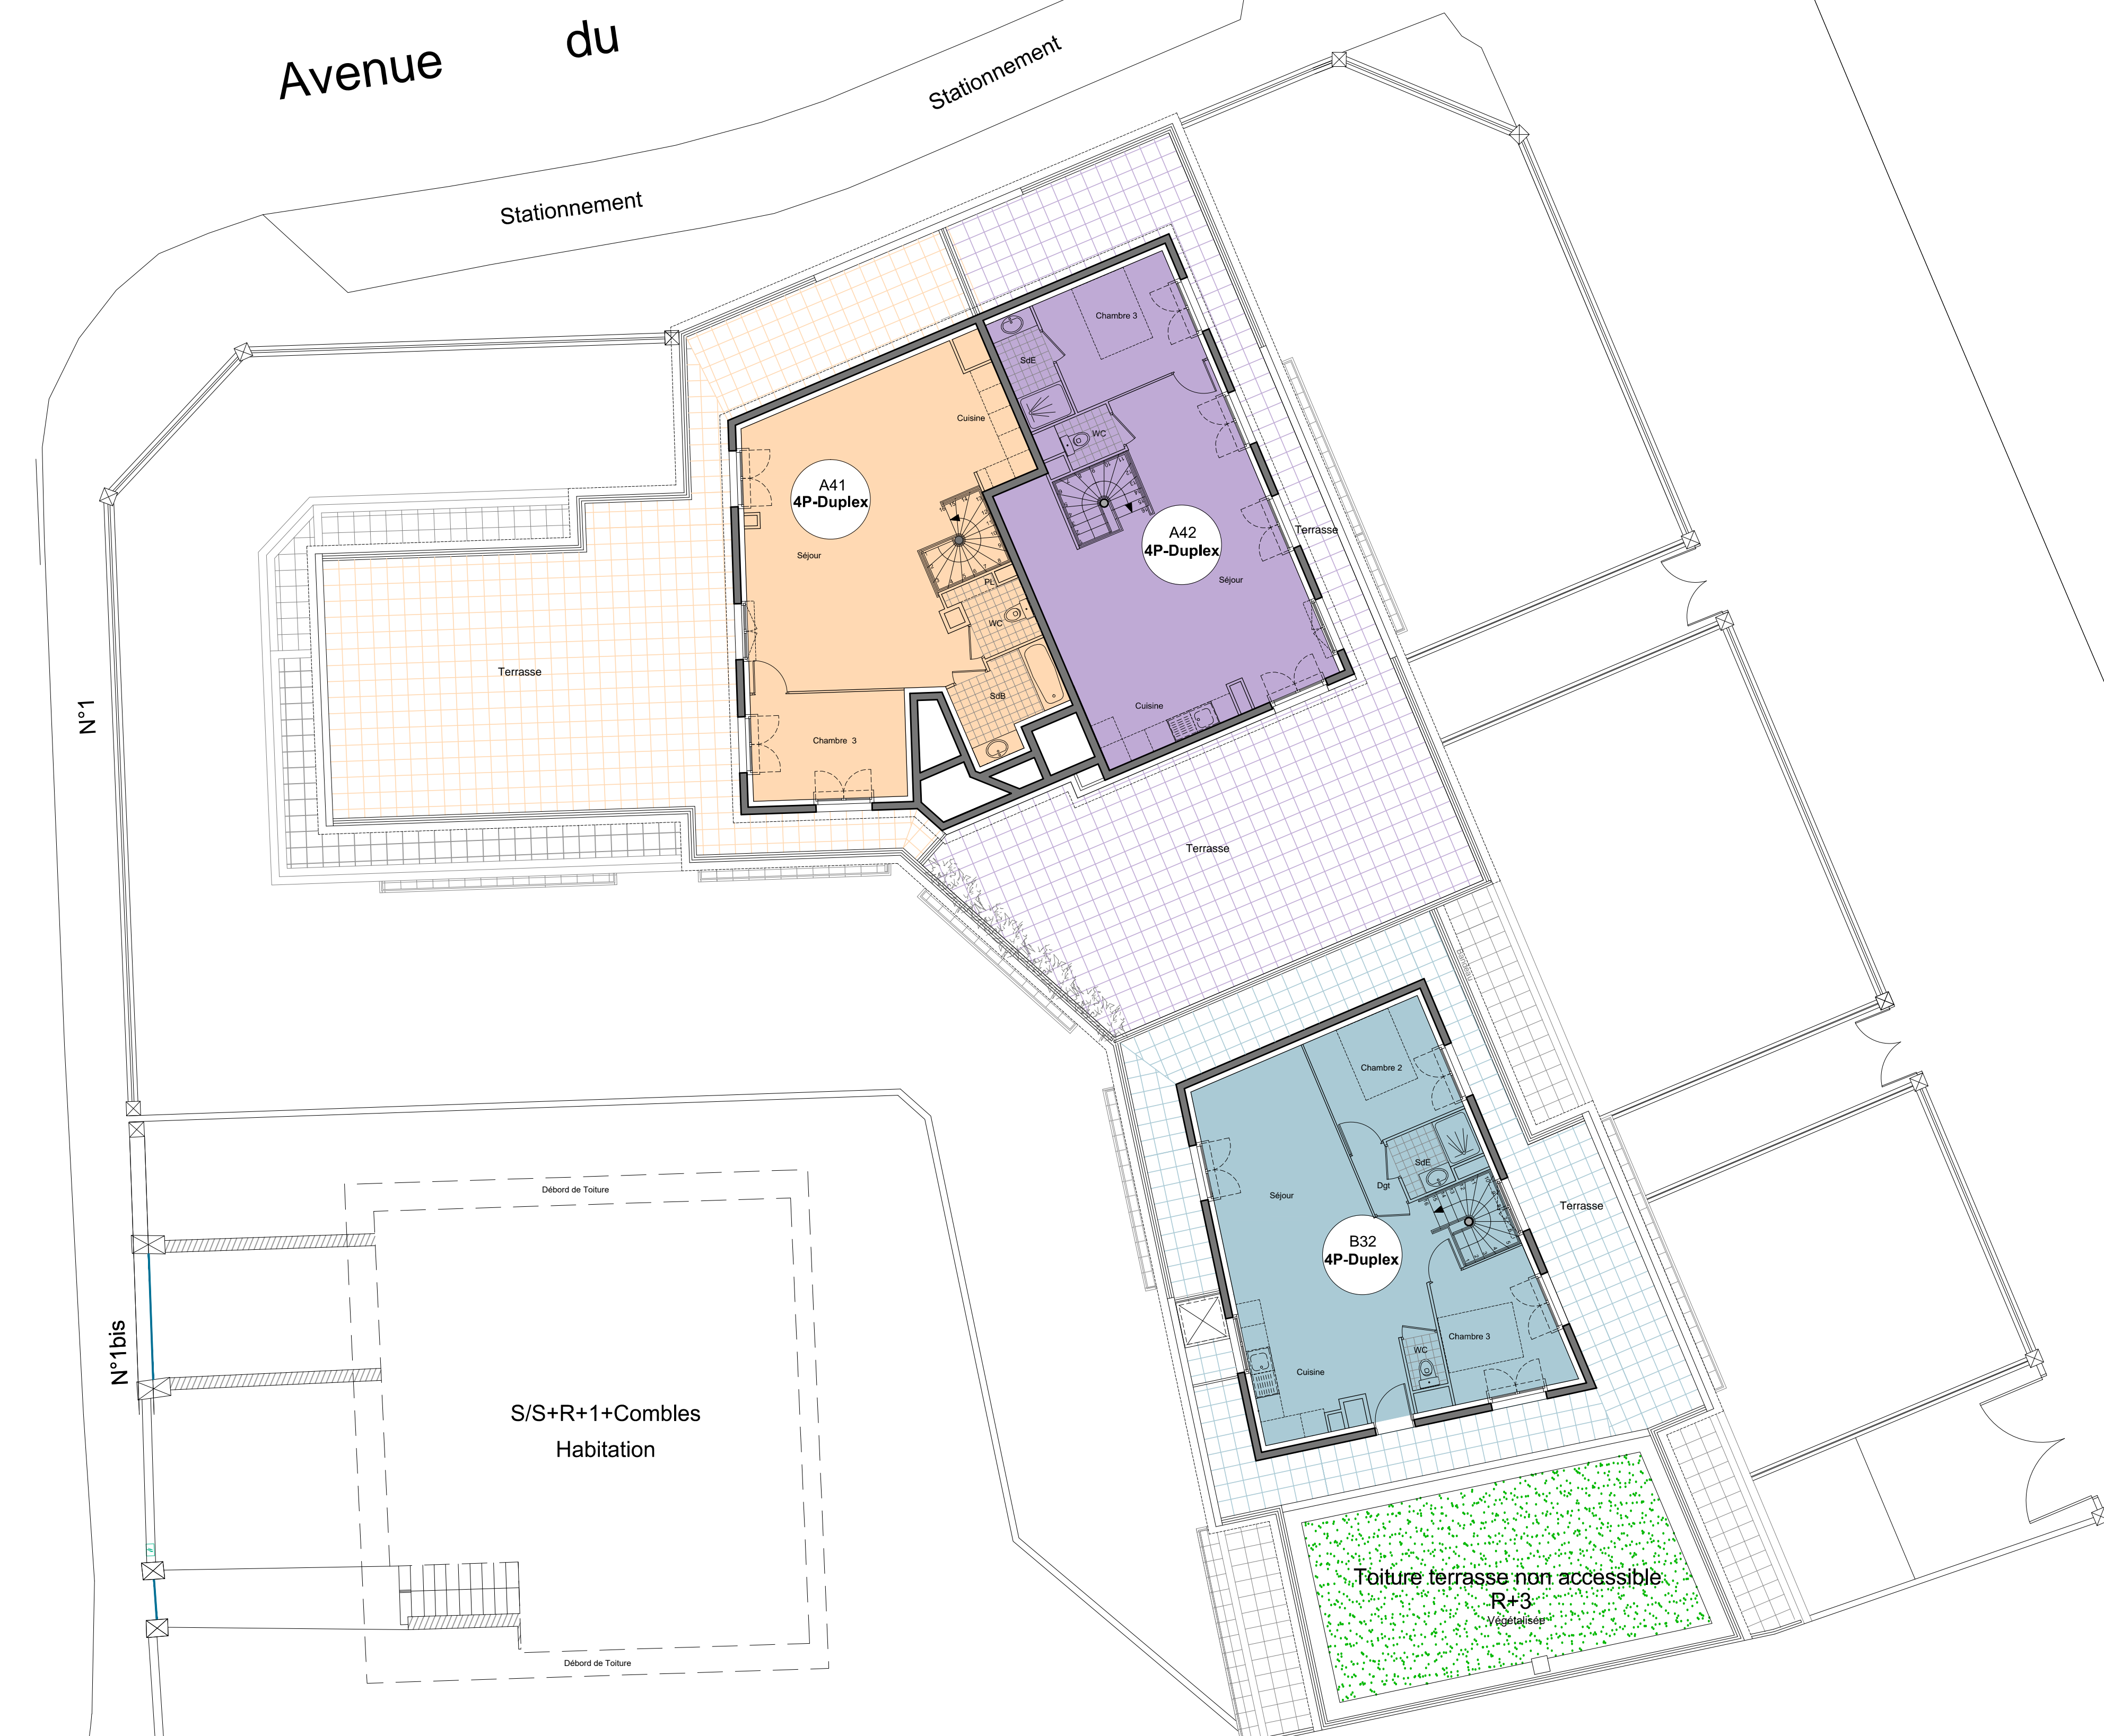 Avenue du
Stationnement
Stationnement
Chambre 3
SdE
Cuisine
WC
A41
4P-Duplex
A42
4P-Duplex
Terrasse
Séjour
Séjour
PL
WC
Terrasse
SdB
Cuisine
N°1
Chambre 3
Terrasse
Bandeau
Chambre 2
SdE
Dgt
Séjour
Terrasse
Débord de Toiture
B32
4P-Duplex
Chambre 3
WC
Cuisine
N°1bis
S/S+R+1+Combles
Habitation
Toiture terrasse non accessible
R+3
Végétalisée
Débord de Toiture